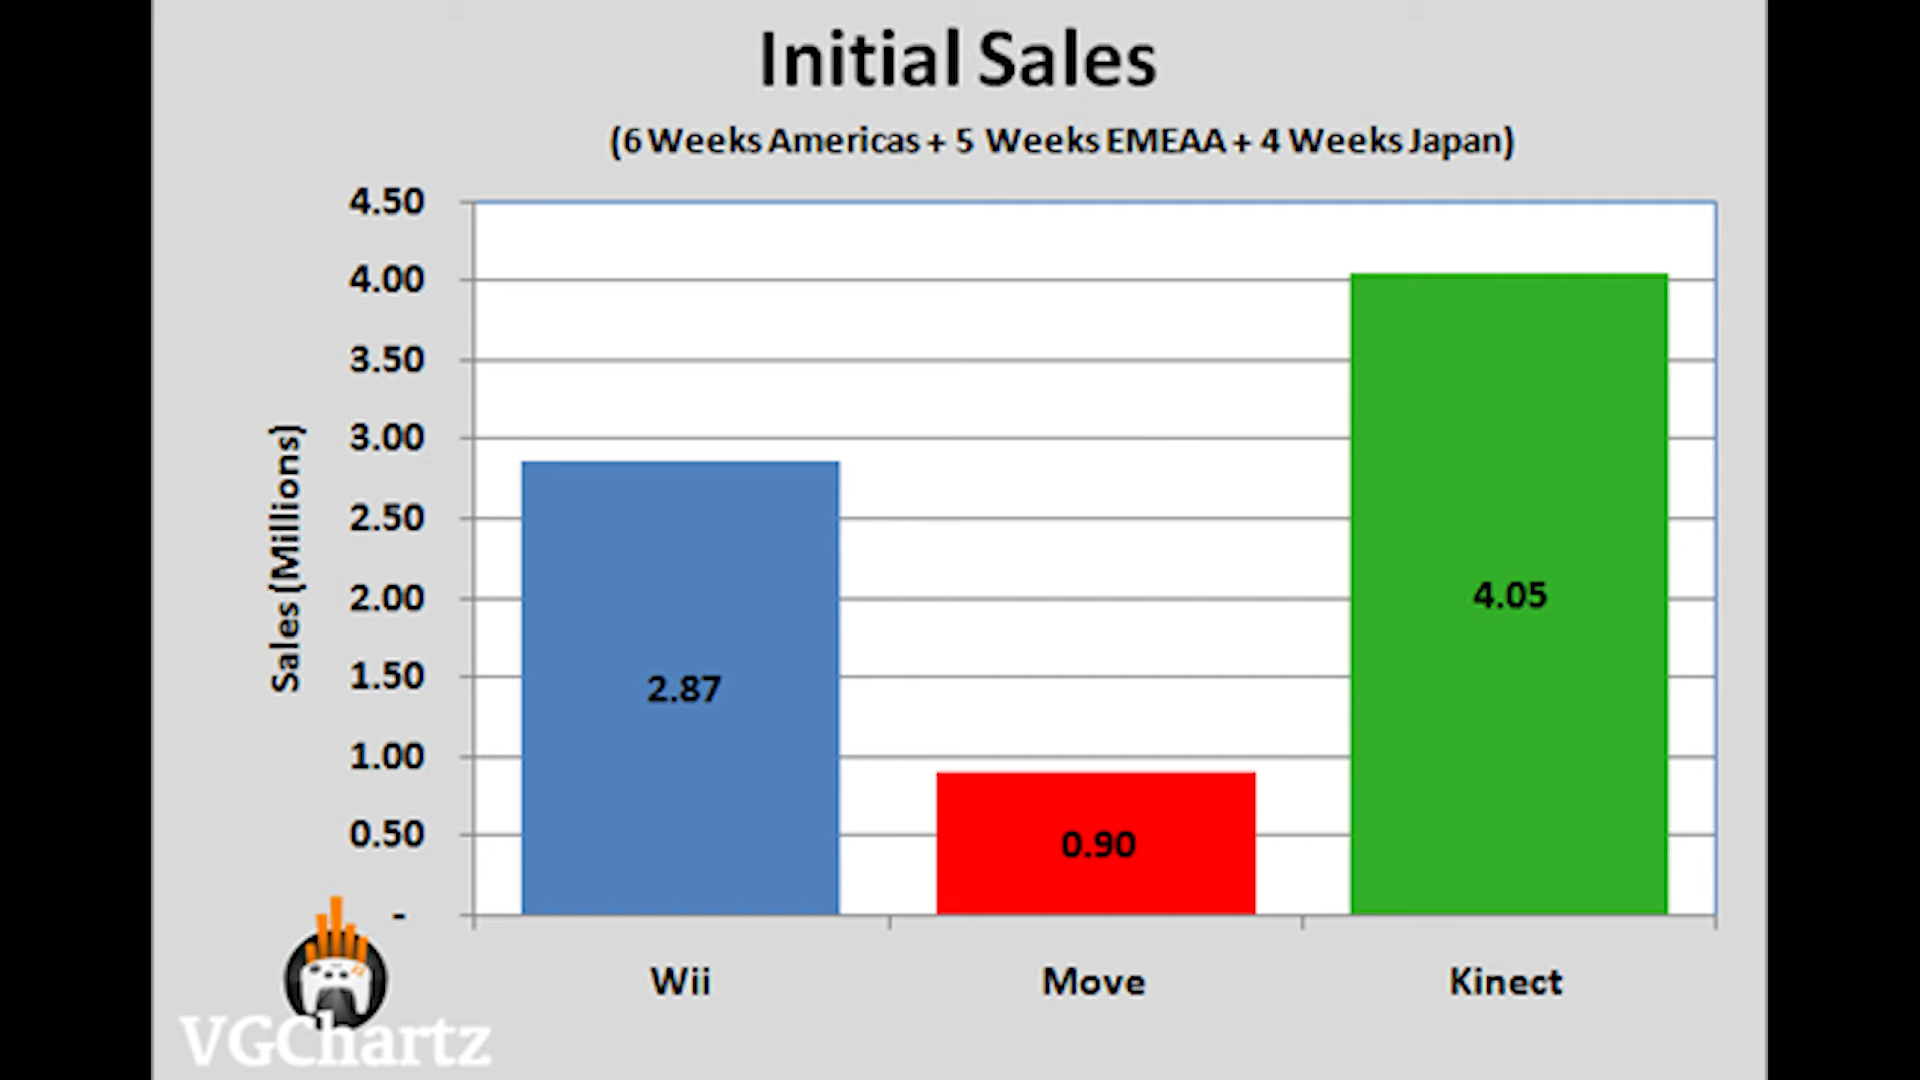 Initial Sales
(6 Weeks Americas + 5 Weeks EMEAA + 4 Weeks Japan)
Sales (Millions)
4.50
4.00
3.50
3.00
2.50
2.00
1.50
1.00
0.50
-
2.87
0.90
4.05
Wii Move Kinect
VGChartz